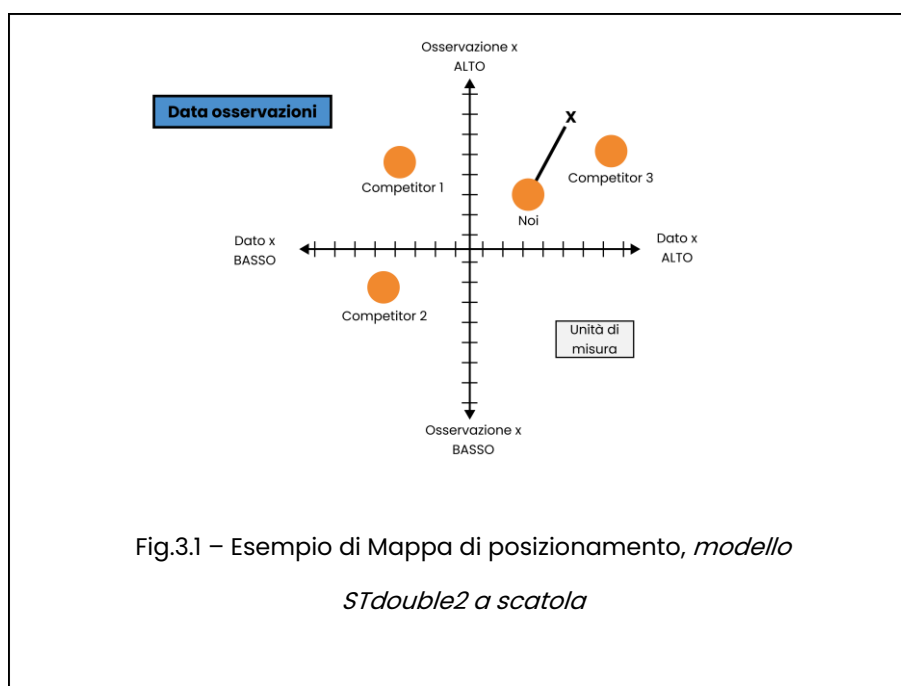 Osservazione x
ALTO
Data osservazioni
X
Competitor 1
Competitor 3
Noi
Dato x
BASSO
Dato x
ALTO
Competitor 2
Unità di
misura
Osservazione x
BASSO
Fig.3.1 – Esempio di Mappa di posizionamento, modello
STdouble2 a scatola